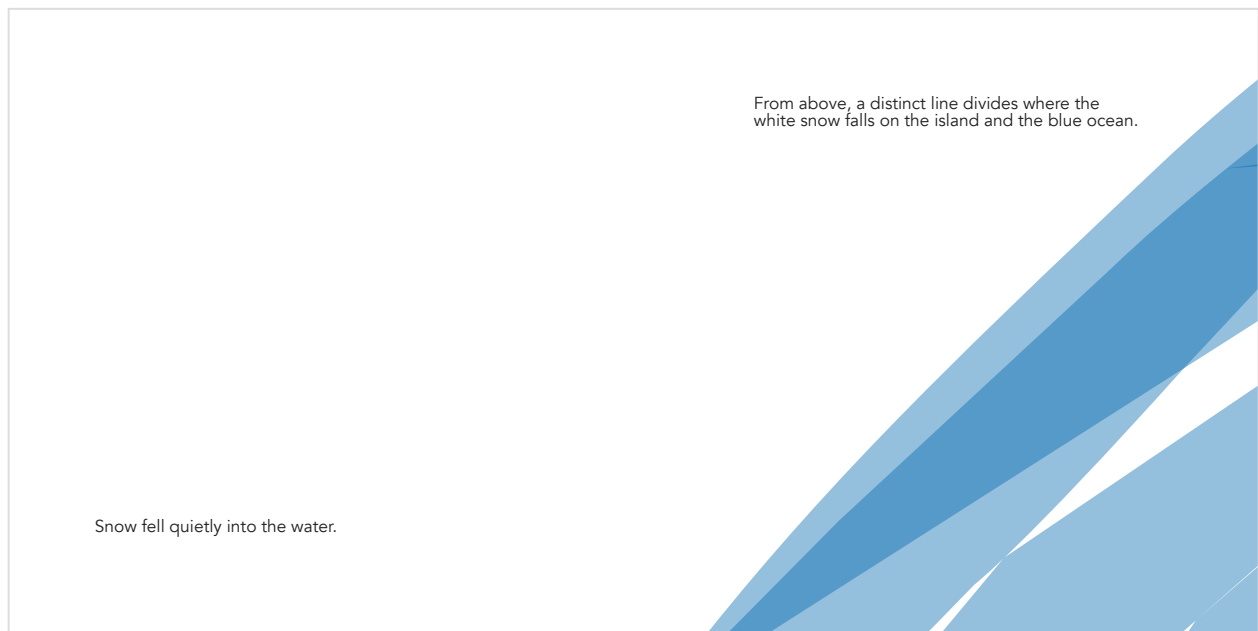 From above, a distinct line divides where the
white snow falls on the island and the blue ocean.
Snow fell quietly into the water.